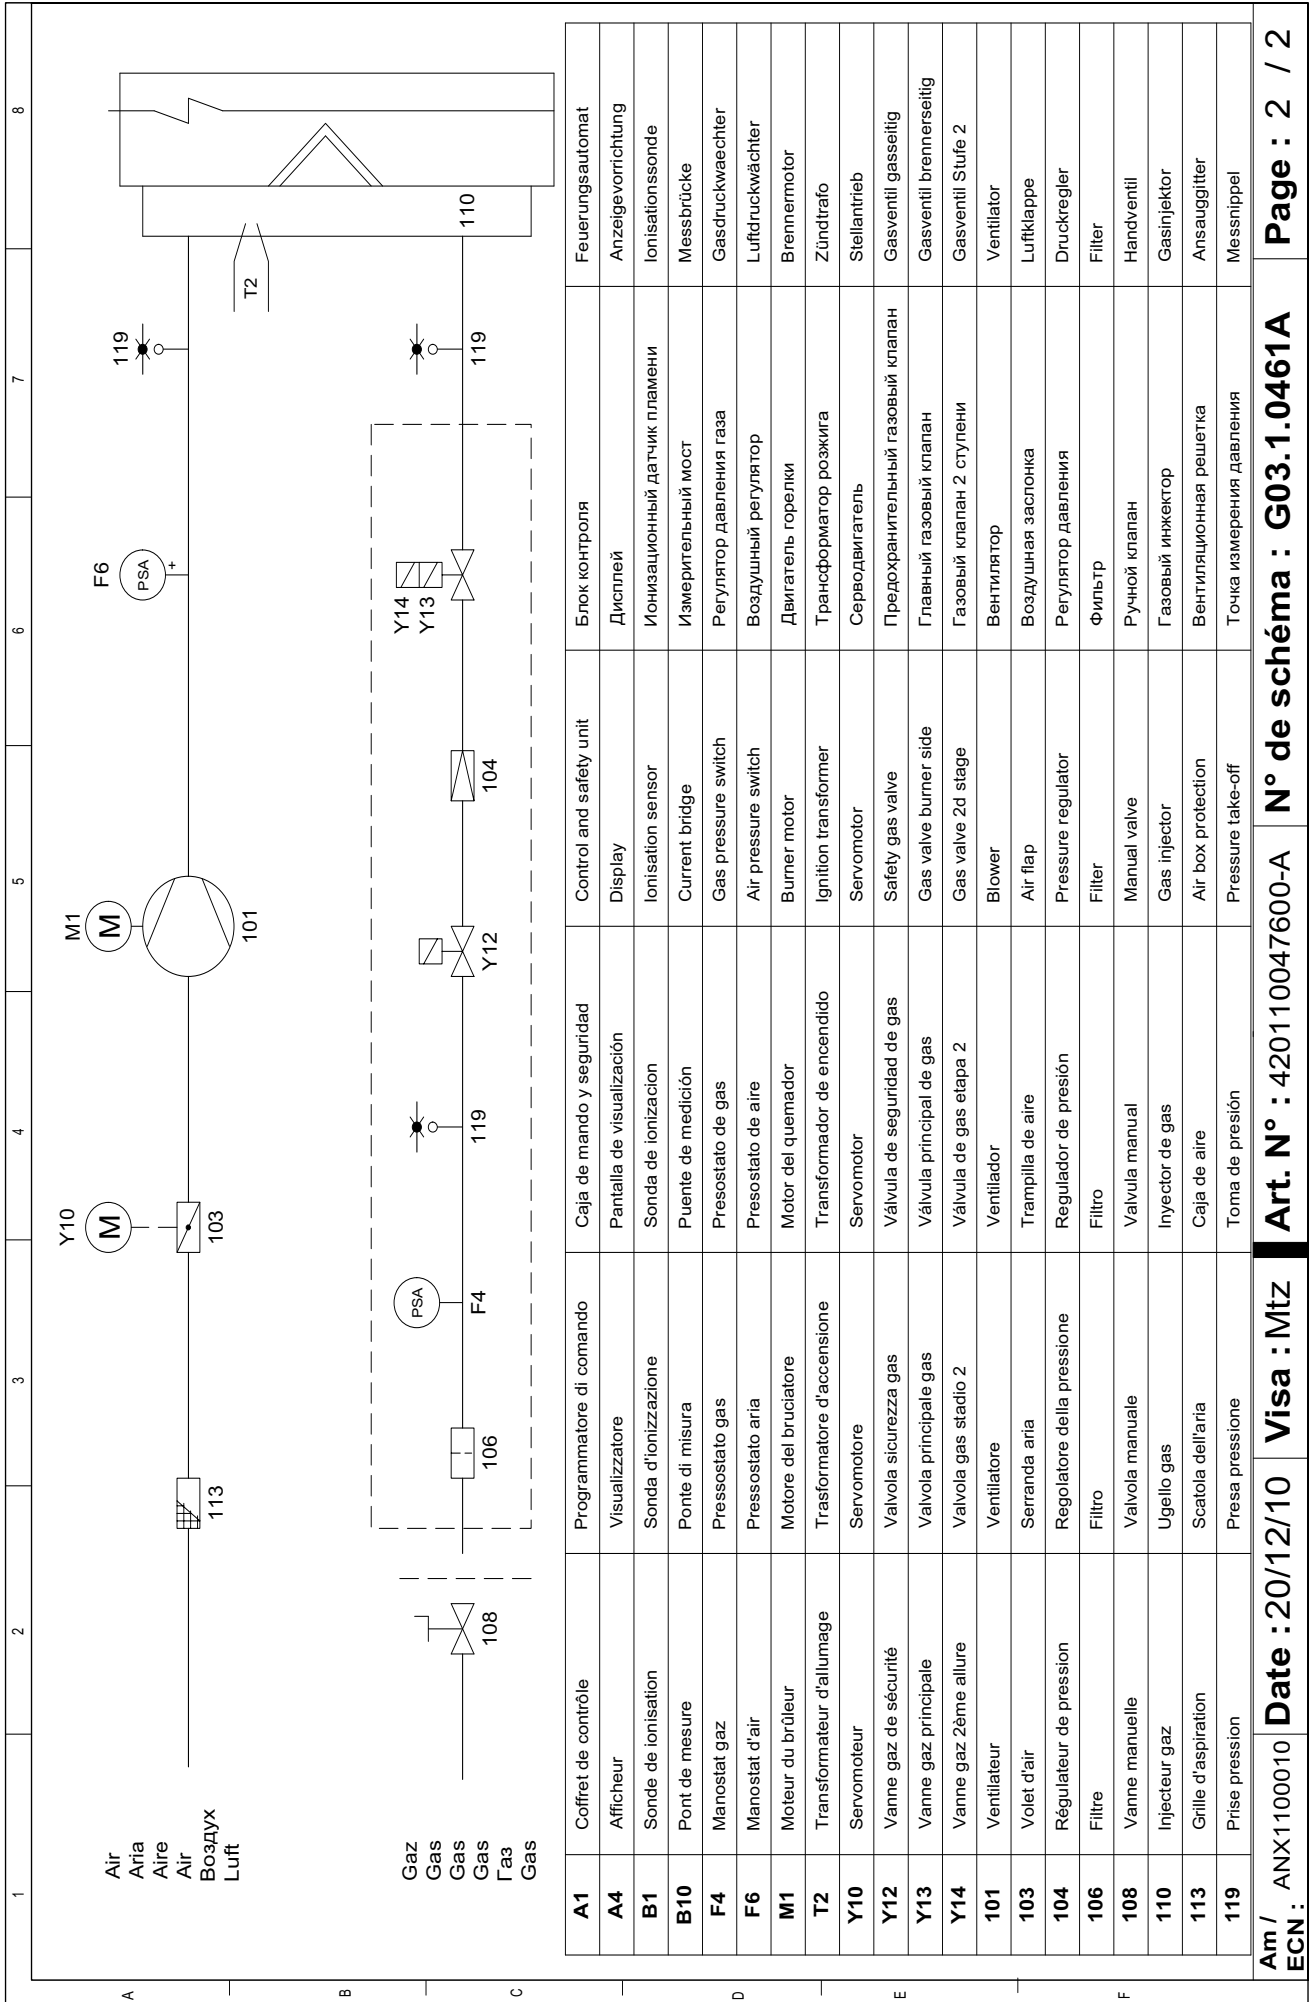 1 2 3 4 5 6 7 8
A
B
C
D
E
F
Air
Aria
Aire
Air
Воздух
Luft
113
Y10
M
103
M1
M
101
F6
PSA
+
119
T2
110
Gaz
Gas
Gas
Gas
Газ
Gas
108
106
PSA
F4
119
Y12
104
Y14
Y13
119
A1 Coffret de contrôle Programmatore di comando Caja de mando y seguridad Control and safety unit Блок контроля Feuerungsautomat
A4 Afficheur Visualizzatore Pantalla de visualización Display Дисплей Anzeigevorrichtung
B1 Sonde de ionisation Sonda d'ionizzazione Sonda de ionizacion Ionisation sensor Ионизационный датчик пламени Ionisationssonde
B10 Pont de mesure Ponte di misura Puente de medición Current bridge Измерительный мост Messbrücke
F4 Manostat gaz Pressostato gas Presostato de gas Gas pressure switch Регулятор давления газа Gasdruckwaechter
F6 Manostat d'air Pressostato aria Presostato de aire Air pressure switch Воздушный регулятор Luftdruckwächter
M1 Moteur du brûleur Motore del bruciatore Motor del quemador Burner motor Двигатель горелки Brennermotor
T2 Transformateur d'allumage Trasformatore d'accensione Transformador de encendido Ignition transformer Трансформатор розжига Zündtrafo
Y10 Servomoteur Servomotore Servomotor Servomotor Серводвигатель Stellantrieb
Y12 Vanne gaz de sécurité Valvola sicurezza gas Válvula de seguridad de gas Safety gas valve Предохранительный газовый клапан Gasventil gasseitig
Y13 Vanne gaz principale Valvola principale gas Válvula principal de gas Gas valve burner side Главный газовый клапан Gasventil brennerseitig
Y14 Vanne gaz 2ème allure Valvola gas stadio 2 Válvula de gas etapa 2 Gas valve 2d stage Газовый клапан 2 ступени Gasventil Stufe 2
101 Ventilateur Ventilatore Ventilador Blower Вентилятор Ventilator
103 Volet d'air Serranda aria Trampilla de aire Air flap Воздушная заслонка Luftklappe
104 Régulateur de pression Regolatore della pressione Regulador de presión Pressure regulator Регулятор давления Druckregler
106 Filtre Filtro Filtro Filter Фильтр Filter
108 Vanne manuelle Valvola manuale Valvula manual Manual valve Ручной клапан Handventil
110 Injecteur gaz Ugello gas Inyector de gas Gas injector Газовый инжектор Gasinjektor
113 Grille d'aspiration Scatola dell'aria Caja de aire Air box protection Вентиляционная решетка Ansauggitter
119 Prise pression Presa pressione Toma de presión Pressure take-off Точка измерения давления Messnippel
Am / ECN : ANX1100010 Date : 20/12/10 Visa : Mtz Art. N° : 420110047600-A N° de schéma : G03.1.0461A Page : 2 / 2